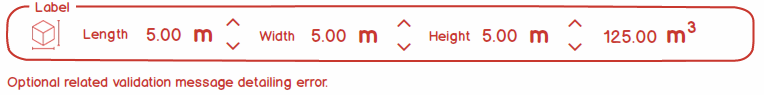 Label
Length 5.00 m Width 5.00 m Height 5.00 m 125.00 m³
Optional related validation message detailing error.